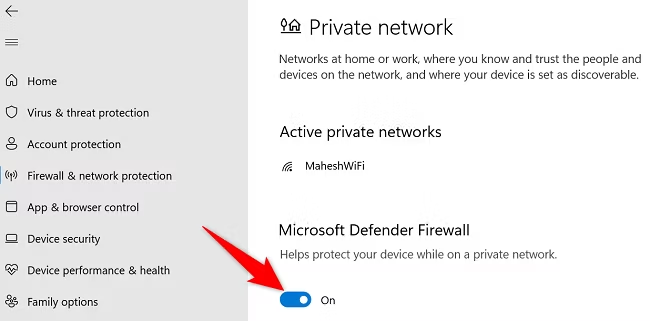 Home
Virus & threat protection
Account protection
Firewall & network protection
App & browser control
Device security
Device performance & health
Family options
Private network
Networks at home or work, where you know and trust the people and
devices on the network, and where your device is set as discoverable.
Active private networks
MaheshWiFi
Microsoft Defender Firewall
Helps protect your device while on a private network.
On